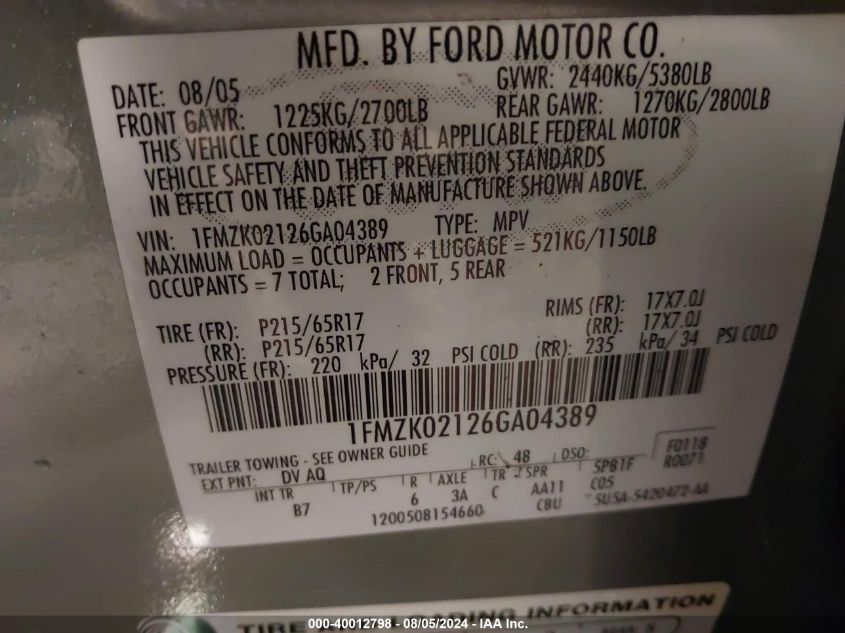 MFD. BY FORD MOTOR CO.
DATE: 08/05 GVWR: 2440KG/5380LB
FRONT GAWR: 1225KG/2700LB REAR GAWR: 1270KG/2800LB
THIS VEHICLE CONFORMS TO ALL APPLICABLE FEDERAL MOTOR
VEHICLE SAFETY AND THEFT PREVENTION STANDARDS
IN EFFECT ON THE DATE OF MANUFACTURE SHOWN ABOVE.
VIN: 1FMZK02126GA04389 TYPE: MPV
MAXIMUM LOAD = OCCUPANTS + LUGGAGE = 521KG/1150LB
OCCUPANTS = 7 TOTAL; 2 FRONT, 5 REAR
TIRE (FR): P215/65R17 RIMS (FR): 17X7.0J
(RR): P215/65R17 (RR): 17X7.0J
PRESSURE (FR): 220 kPa/ 32 PSI COLD (RR): 235 kPa/ 34 PSI COLD
1FMZK02126GA04389
TRAILER TOWING - SEE OWNER GUIDE
EXT PNT: DV AQ RC: 48 DSO: F0118
R0071
INT TR TP/PS R AXLE TR SPR 5PB1F
B7 6 3A C AA11 C05
1200508154660 CBU 5U5A-5420472-AA
TIRE AND LOADING INFORMATION
000-40012798 - 08/05/2024 - IAA Inc.